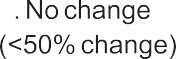 . No change
(<50% change)